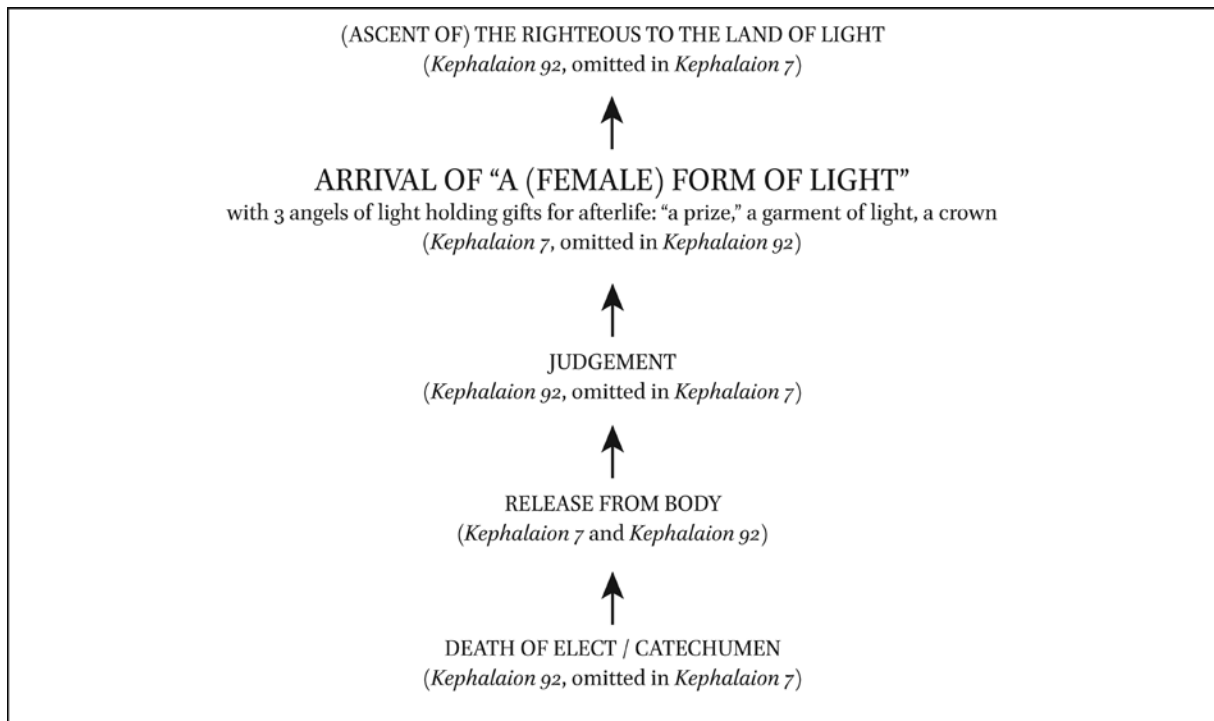 (ASCENT OF) THE RIGHTEOUS TO THE LAND OF LIGHT
(Kephalaion 92, omitted in Kephalaion 7)
ARRIVAL OF “A (FEMALE) FORM OF LIGHT”
with 3 angels of light holding gifts for afterlife: “a prize,” a garment of light, a crown
(Kephalaion 7, omitted in Kephalaion 92)
JUDGEMENT
(Kephalaion 92, omitted in Kephalaion 7)
RELEASE FROM BODY
(Kephalaion 7 and Kephalaion 92)
DEATH OF ELECT / CATECHUMEN
(Kephalaion 92, omitted in Kephalaion 7)